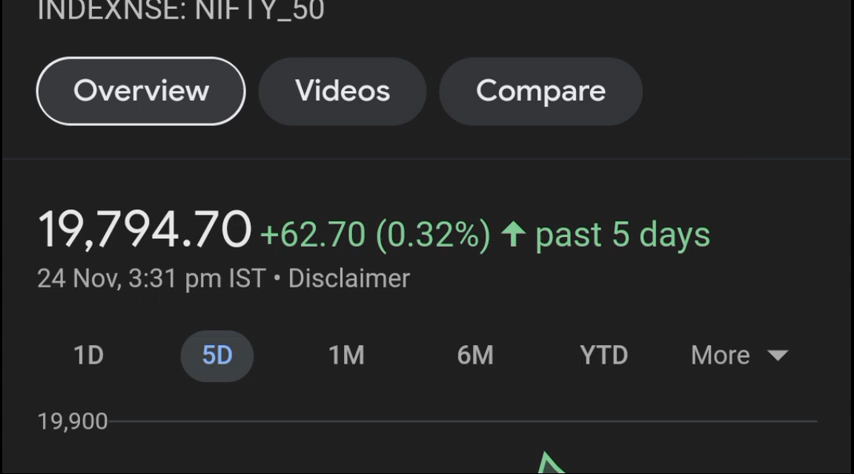 INDEXNSE: NIFTY_50
Overview Videos Compare
19,794.70 +62.70 (0.32%) ↑ past 5 days
24 Nov, 3:31 pm IST • Disclaimer
1D 5D 1M 6M YTD More
19,900